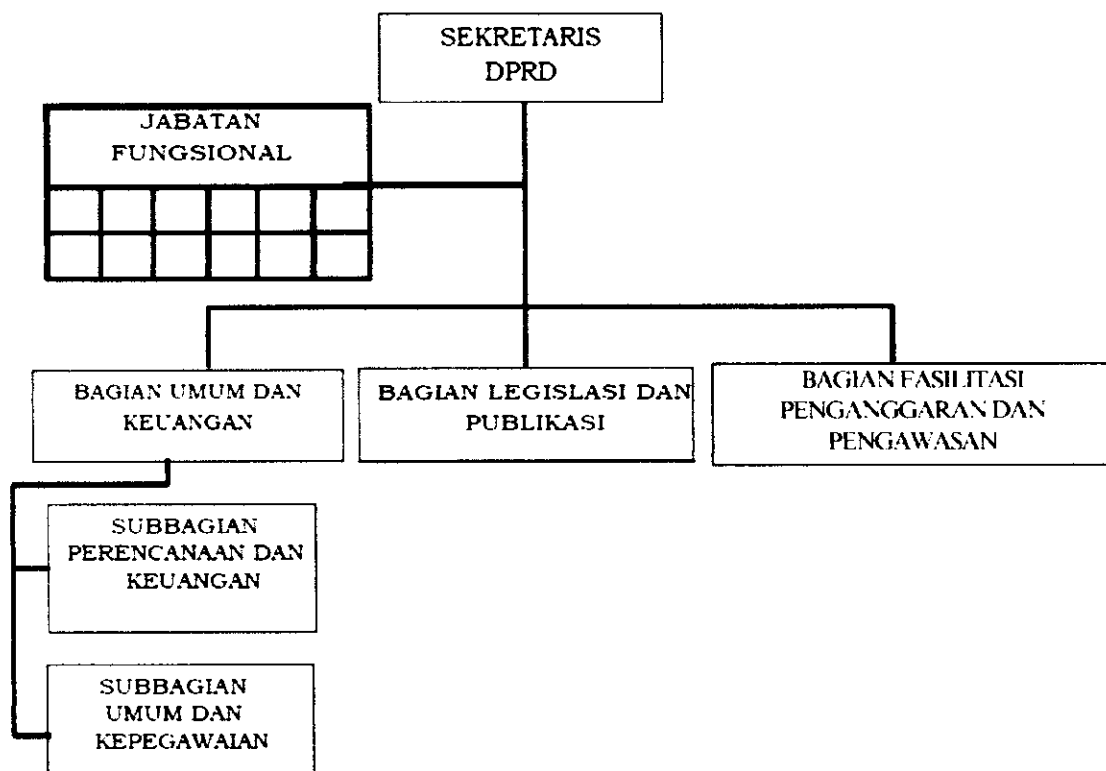 SEKRETARIS
DPRD
JABATAN
FUNGSIONAL
BAGIAN UMUM DAN
KEUANGAN
BAGIAN LEGISLASI DAN
PUBLIKASI
BAGIAN FASILITASI
PENGANGGARAN DAN
PENGAWASAN
SUBBAGIAN
PERENCANAAN DAN
KEUANGAN
SUBBAGIAN
UMUM DAN
KEPEGAWAIAN